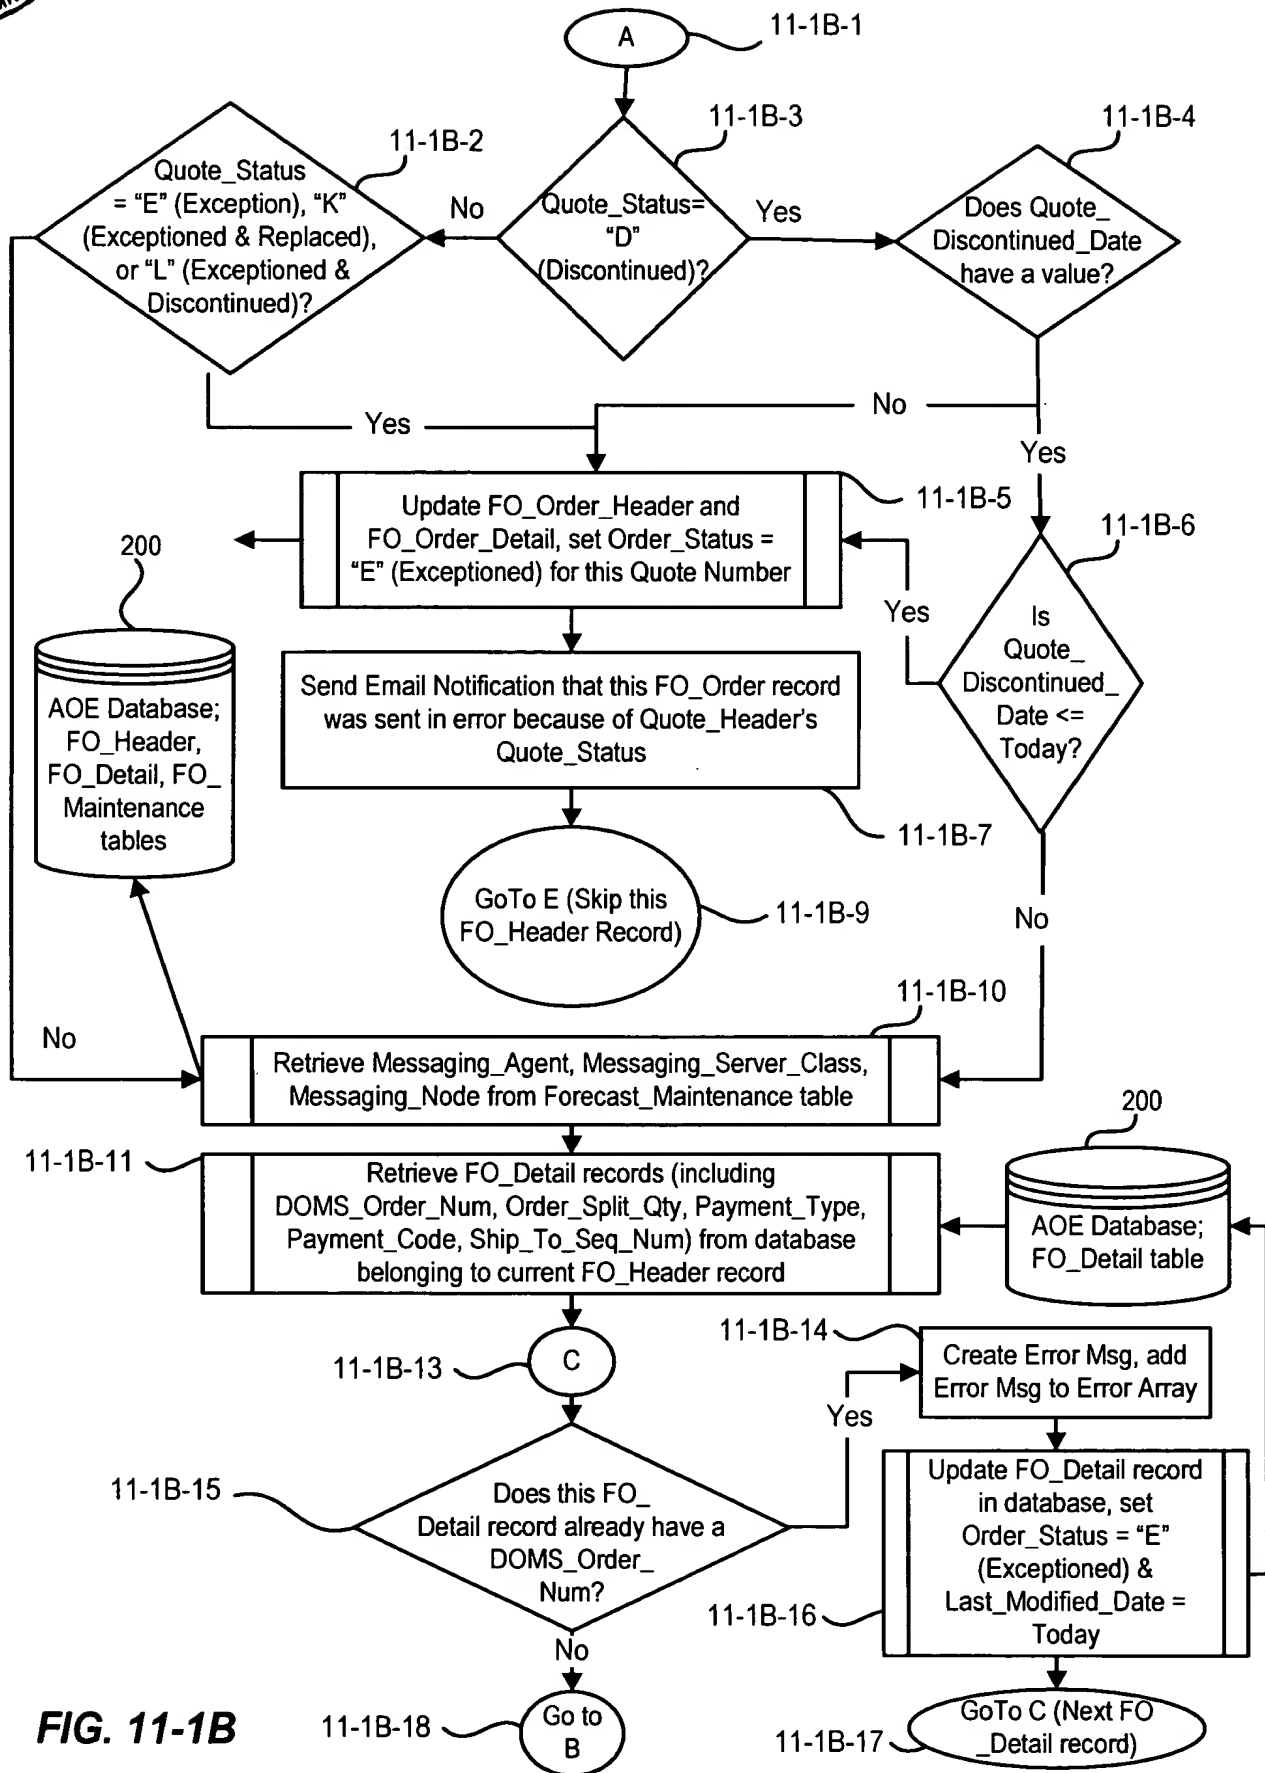 A
11-1B-1
11-1B-2
11-1B-3
11-1B-4
Quote_Status
= “E” (Exception), “K”
(Exceptioned & Replaced),
or “L” (Exceptioned &
Discontinued)?
No
Quote_Status=
“D”
(Discontinued)?
Yes
Does Quote_
Discontinued_Date
have a value?
Yes
No
Yes
Update FO_Order_Header and
FO_Order_Detail, set Order_Status =
“E” (Exceptioned) for this Quote Number
11-1B-5
11-1B-6
200
Yes
Is
Quote_
Discontinued_
Date <=
Today?
AOE Database;
FO_Header,
FO_Detail, FO_
Maintenance
tables
Send Email Notification that this FO_Order record
was sent in error because of Quote_Header's
Quote_Status
11-1B-7
GoTo E (Skip this
FO_Header Record)
11-1B-9
No
11-1B-10
No
Retrieve Messaging_Agent, Messaging_Server_Class,
Messaging_Node from Forecast_Maintenance table
11-1B-11
Retrieve FO_Detail records (including
DOMS_Order_Num, Order_Split_Qty, Payment_Type,
Payment_Code, Ship_To_Seq_Num) from database
belonging to current FO_Header record
200
AOE Database;
FO_Detail table
11-1B-13
C
11-1B-14
Create Error Msg, add
Error Msg to Error Array
Yes
11-1B-15
Does this FO_
Detail record already have a
DOMS_Order_
Num?
Update FO_Detail record
in database, set
Order_Status = “E”
(Exceptioned) &
Last_Modified_Date =
Today
11-1B-16
No
11-1B-18
Go to
B
GoTo C (Next FO
_Detail record)
11-1B-17
FIG. 11-1B